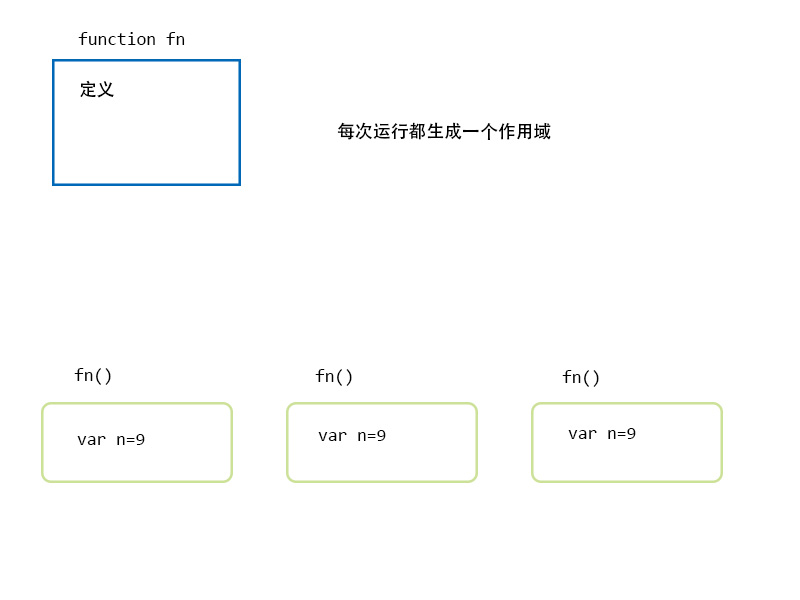 function fn
定义
每次运行都生成一个作用域
fn()
fn()
fn()
var n=9
var n=9
var n=9